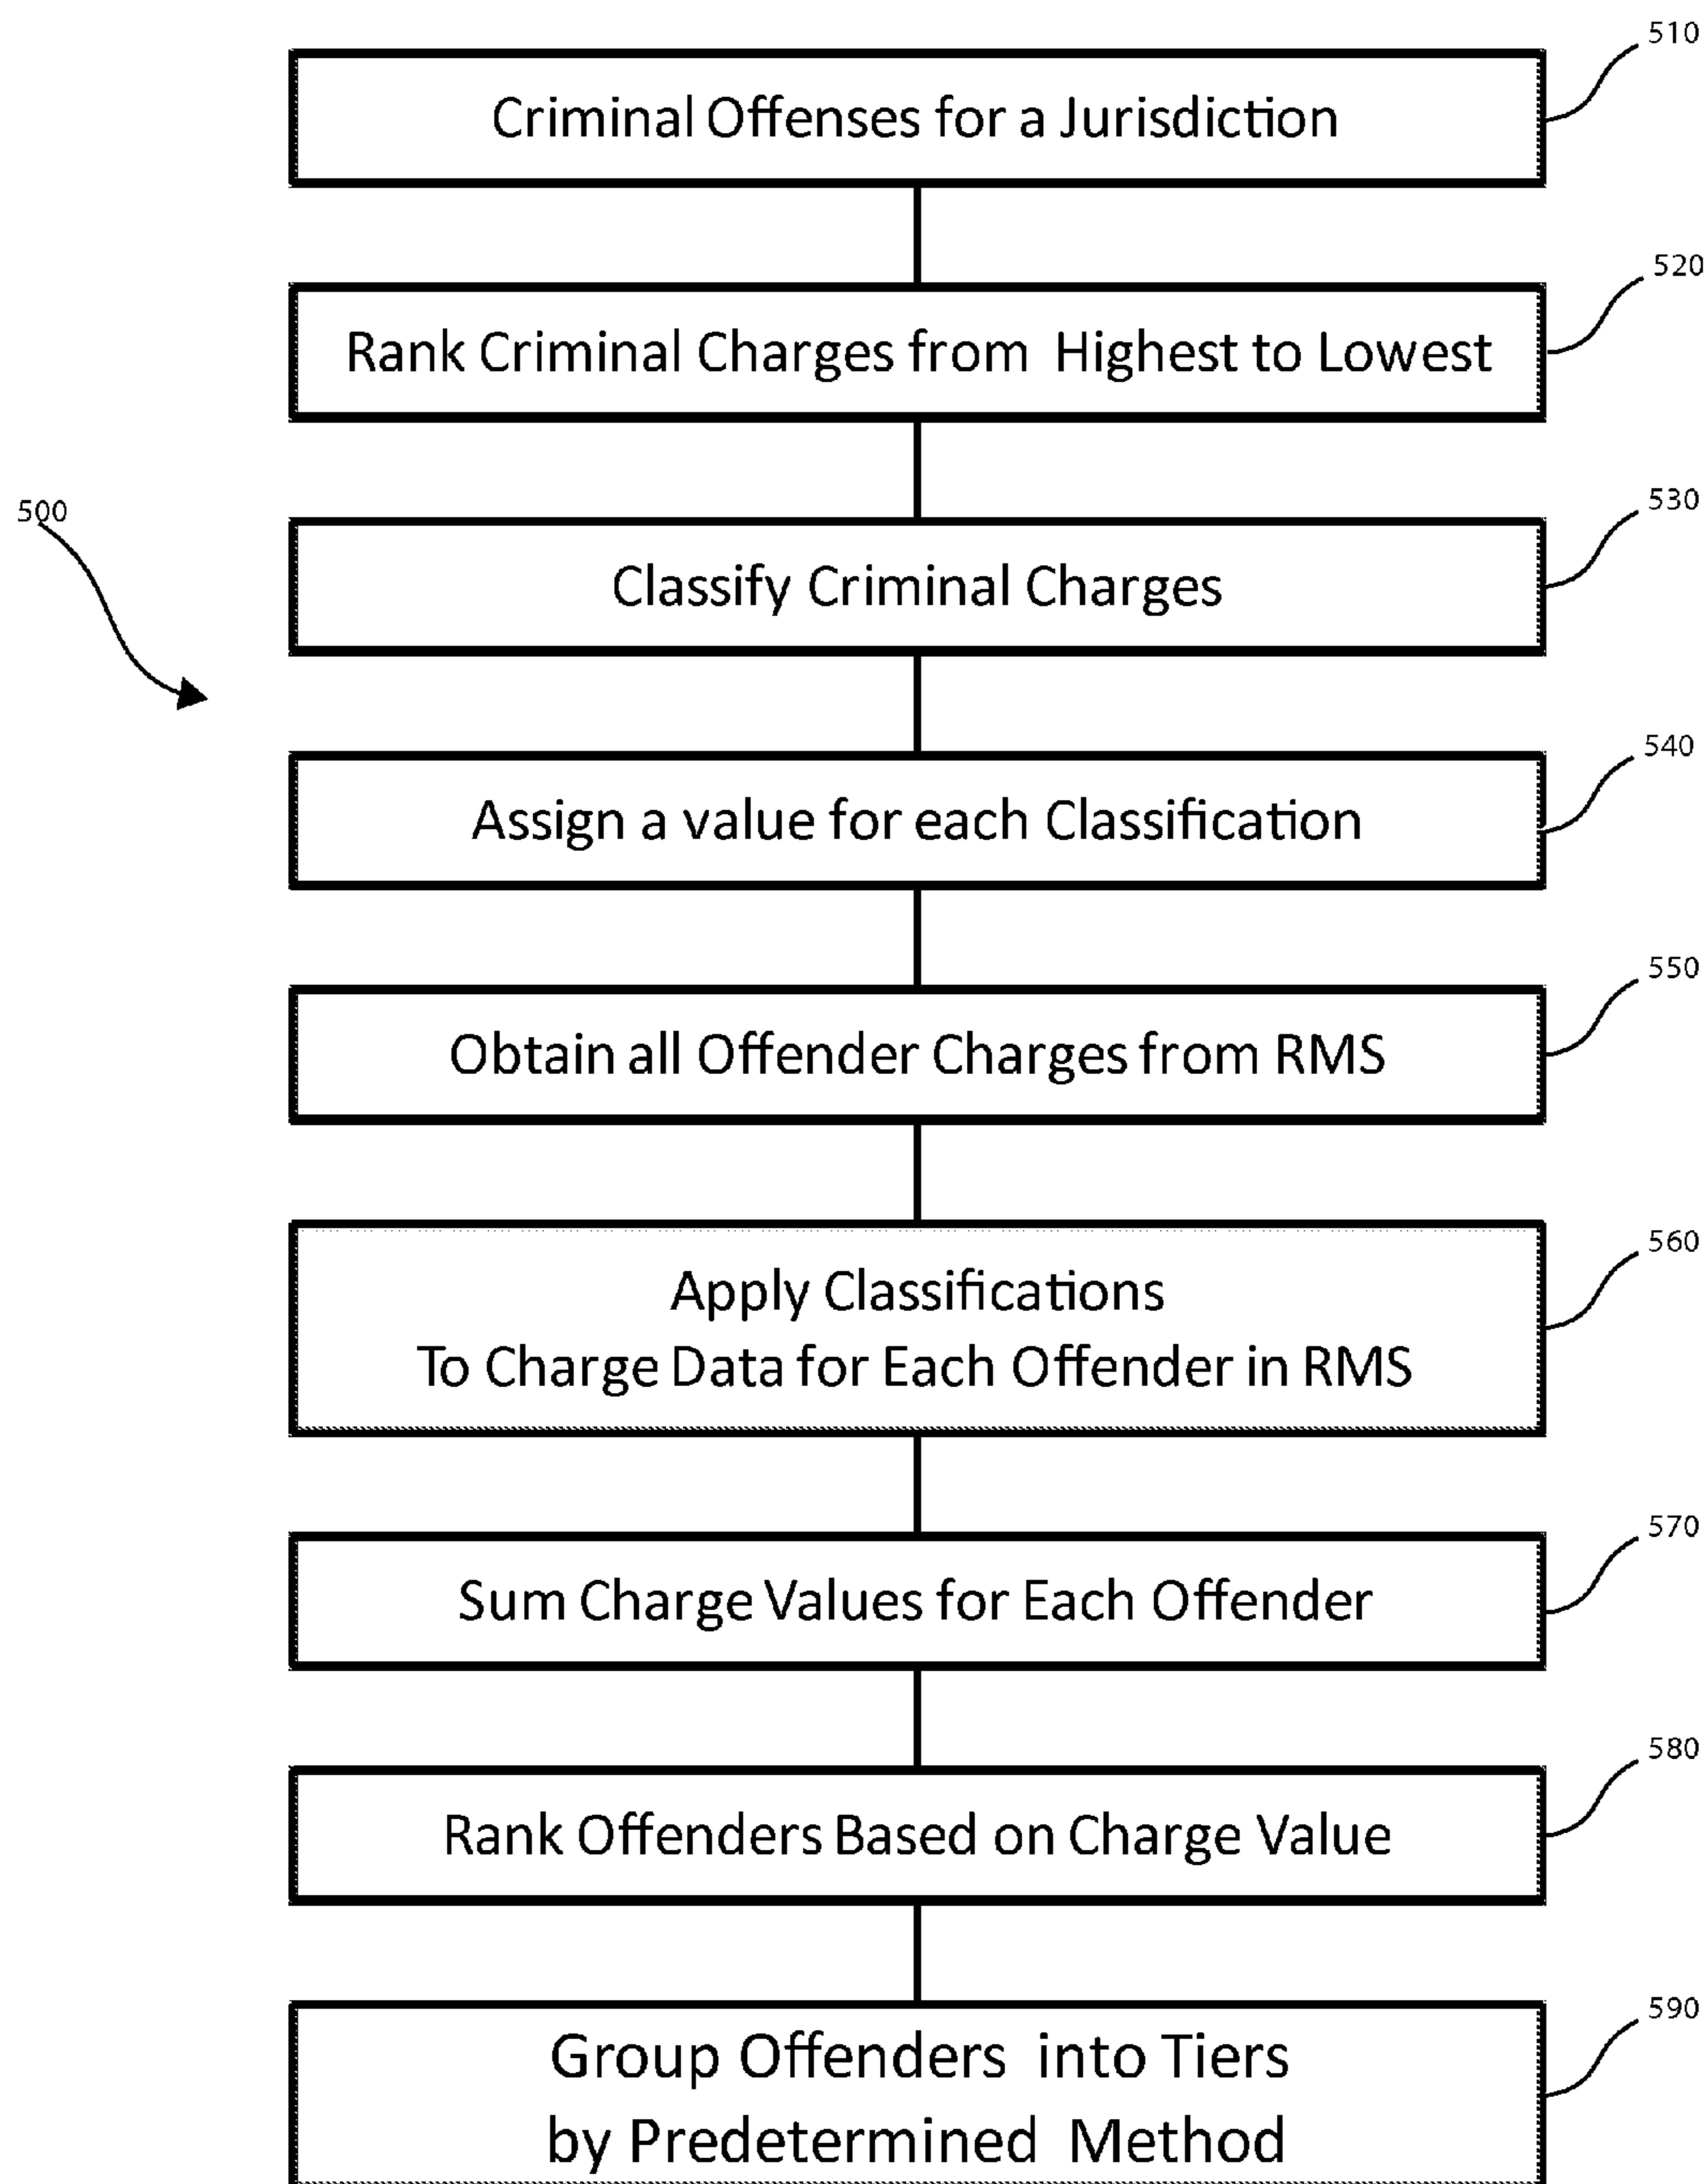 510
Criminal Offenses for a Jurisdiction
520
Rank Criminal Charges from Highest to Lowest
530
500
Classify Criminal Charges
540
Assign a value for each Classification
550
Obtain all Offender Charges from RMS
560
Apply Classifications
To Charge Data for Each Offender in RMS
570
Sum Charge Values for Each Offender
580
Rank Offenders Based on Charge Value
590
Group Offenders into Tiers
by Predetermined Method